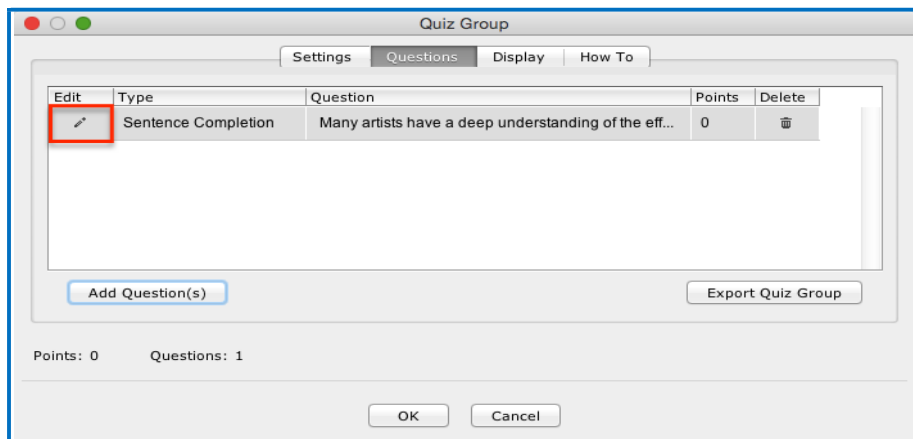 Quiz Group
Settings Questions Display How To
Edit Type Question Points Delete
Sentence Completion Many artists have a deep understanding of the eff... 0
Add Question(s) Export Quiz Group
Points: 0 Questions: 1
OK Cancel